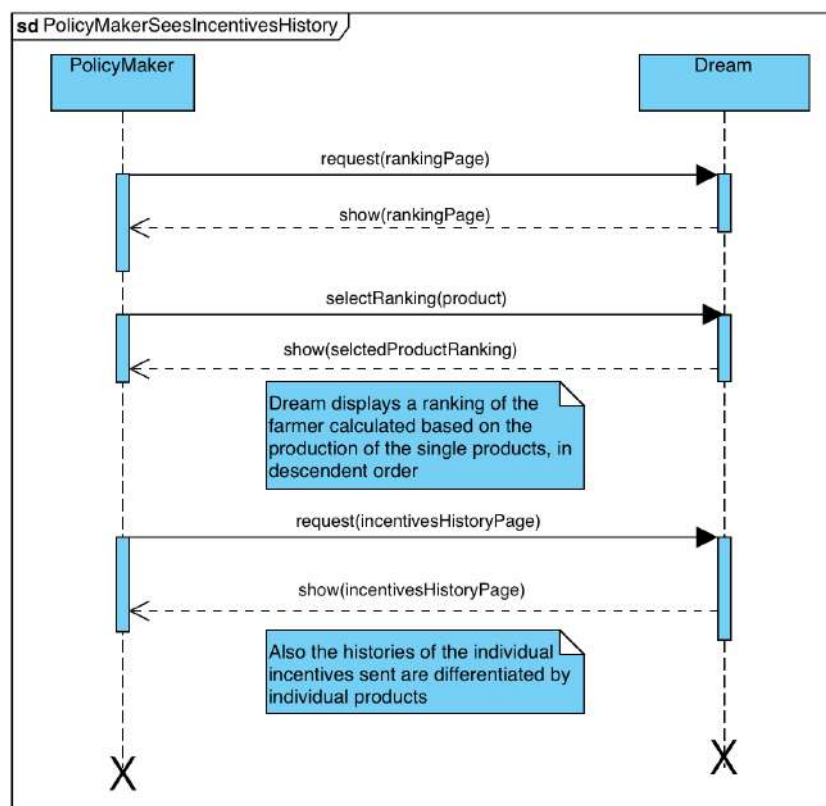 sd PolicyMakerSeesIncentivesHistory
PolicyMaker
Dream
request(rankingPage)
show(rankingPage)
selectRanking(product)
show(selctedProductRanking)
Dream displays a ranking of the
farmer calculated based on the
production of the single products, in
descendent order
request(incentivesHistoryPage)
show(incentivesHistoryPage)
Also the histories of the individual
incentives sent are differentiated by
individual products